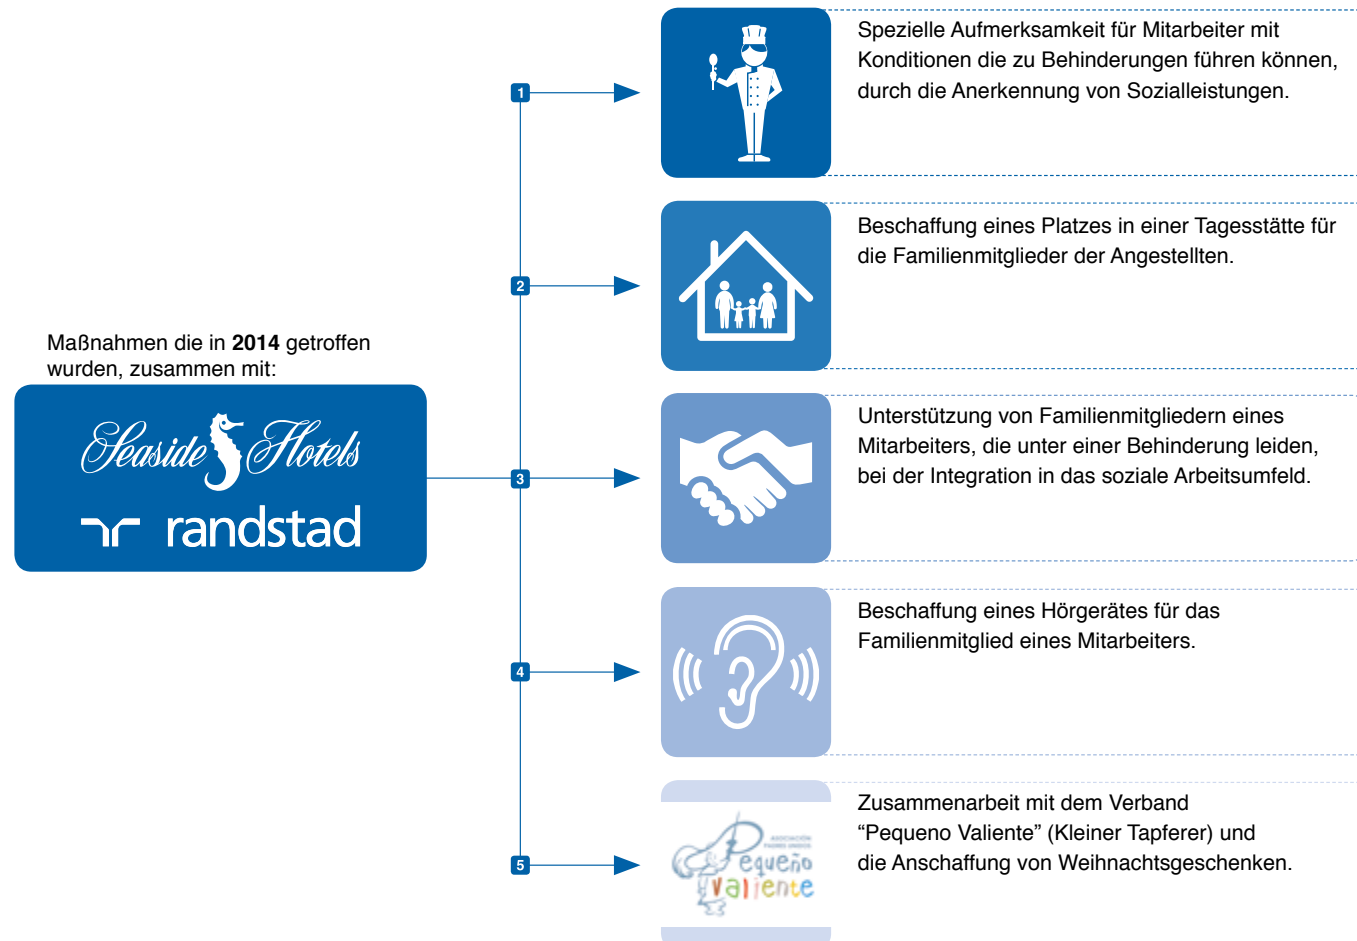 Maßnahmen die in 2014 getroffen
wurden, zusammen mit:
Seaside Hotels
randstad
1
Spezielle Aufmerksamkeit für Mitarbeiter mit
Konditionen die zu Behinderungen führen können,
durch die Anerkennung von Sozialleistungen.
2
Beschaffung eines Platzes in einer Tagesstätte für
die Familienmitglieder der Angestellten.
3
Unterstützung von Familienmitgliedern eines
Mitarbeiters, die unter einer Behinderung leiden,
bei der Integration in das soziale Arbeitsumfeld.
4
Beschaffung eines Hörgerätes für das
Familienmitglied eines Mitarbeiters.
5
ASOCIACIÓN
PADRES UNIDOS
Pequeño
Valiente
Zusammenarbeit mit dem Verband
“Pequeno Valiente” (Kleiner Tapferer) und
die Anschaffung von Weihnachtsgeschenken.